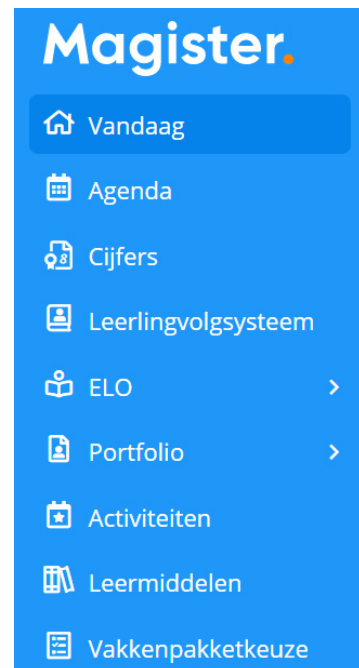 Magister.
Vandaag
Agenda
Cijfers
Leerlingvolgsysteem
ELO
Portfolio
Activiteiten
Leermiddelen
Vakkenpakketkeuze